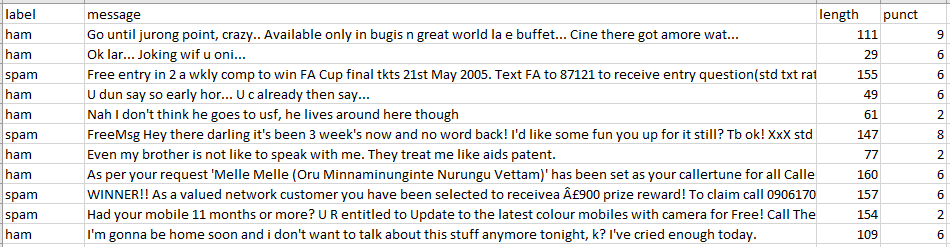 label message length punct
ham Go until jurong point, crazy.. Available only in bugis n great world la e buffet... Cine there got amore wat... 111 9
ham Ok lar... Joking wif u oni... 29 6
spam Free entry in 2 a wkly comp to win FA Cup final tkts 21st May 2005. Text FA to 87121 to receive entry question(std txt rat 155 6
ham U dun say so early hor... U c already then say... 49 6
ham Nah I don't think he goes to usf, he lives around here though 61 2
spam FreeMsg Hey there darling it's been 3 week's now and no word back! I'd like some fun you up for it still? Tb ok! XxX std 147 8
ham Even my brother is not like to speak with me. They treat me like aids patent. 77 2
ham As per your request 'Melle Melle (Oru Minnaminunginte Nurungu Vettam)' has been set as your callertune for all Calle 160 6
spam WINNER!! As a valued network customer you have been selected to receivea Â£900 prize reward! To claim call 0906170 157 6
spam Had your mobile 11 months or more? U R entitled to Update to the latest colour mobiles with camera for Free! Call The 154 2
ham I'm gonna be home soon and i don't want to talk about this stuff anymore tonight, k? I've cried enough today. 109 6